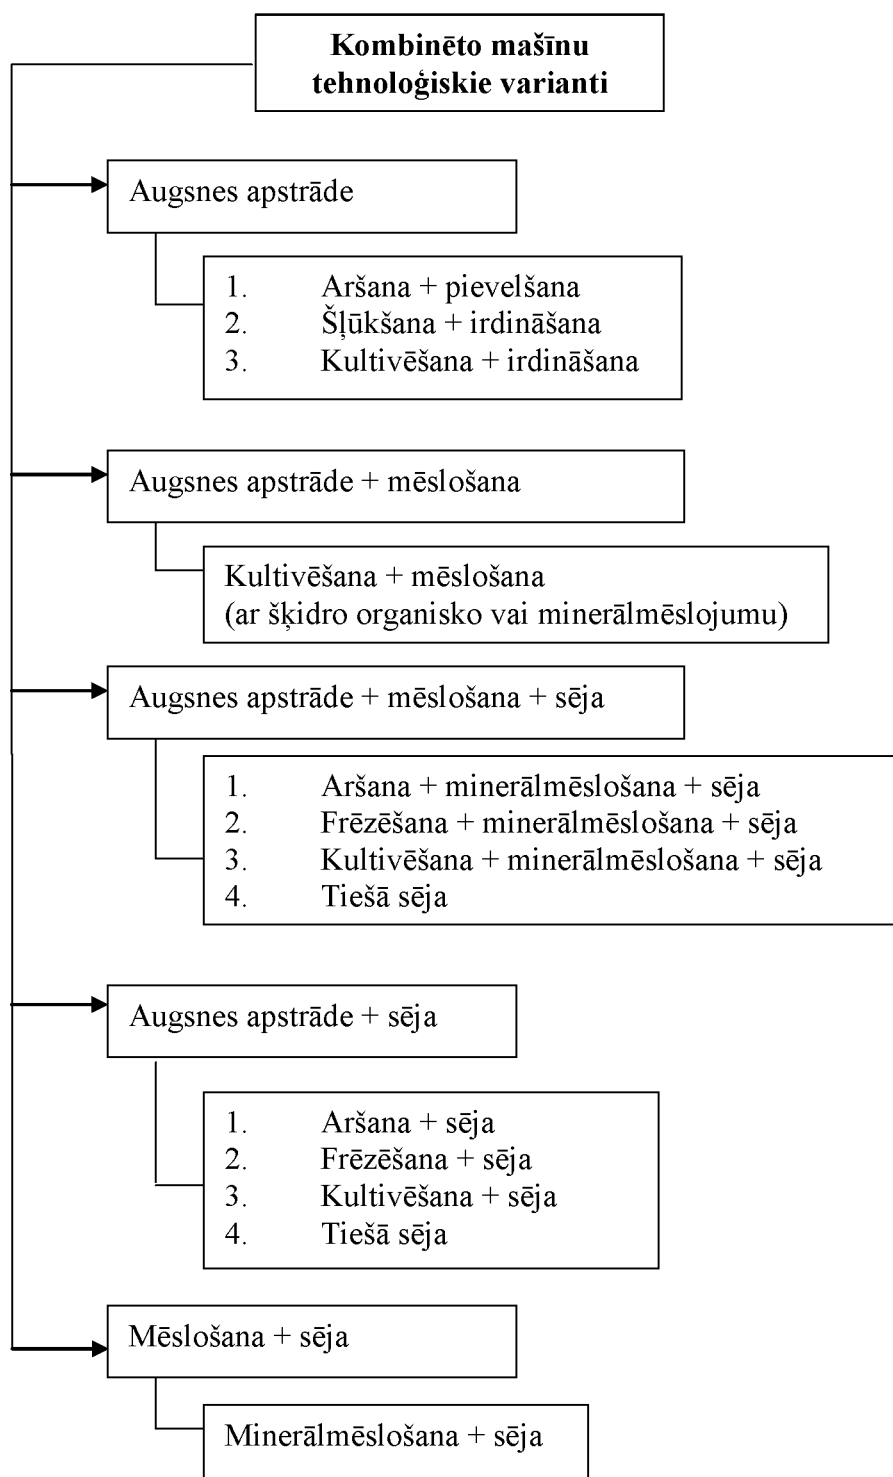 Kombinēto mašīnu
tehnoloģiskie varianti
Augsnes apstrāde
1. Aršana + pievelšana
2. Šļūkšana + irdināšana
3. Kultivēšana + irdināšana
Augsnes apstrāde + mēslošana
Kultivēšana + mēslošana
(ar šķidro organisko vai minerālmēslojumu)
Augsnes apstrāde + mēslošana + sēja
1. Aršana + minerālmēslošana + sēja
2. Frēzēšana + minerālmēslošana + sēja
3. Kultivēšana + minerālmēslošana + sēja
4. Tiešā sēja
Augsnes apstrāde + sēja
1. Aršana + sēja
2. Frēzēšana + sēja
3. Kultivēšana + sēja
4. Tiešā sēja
Mēslošana + sēja
Minerālmēslošana + sēja